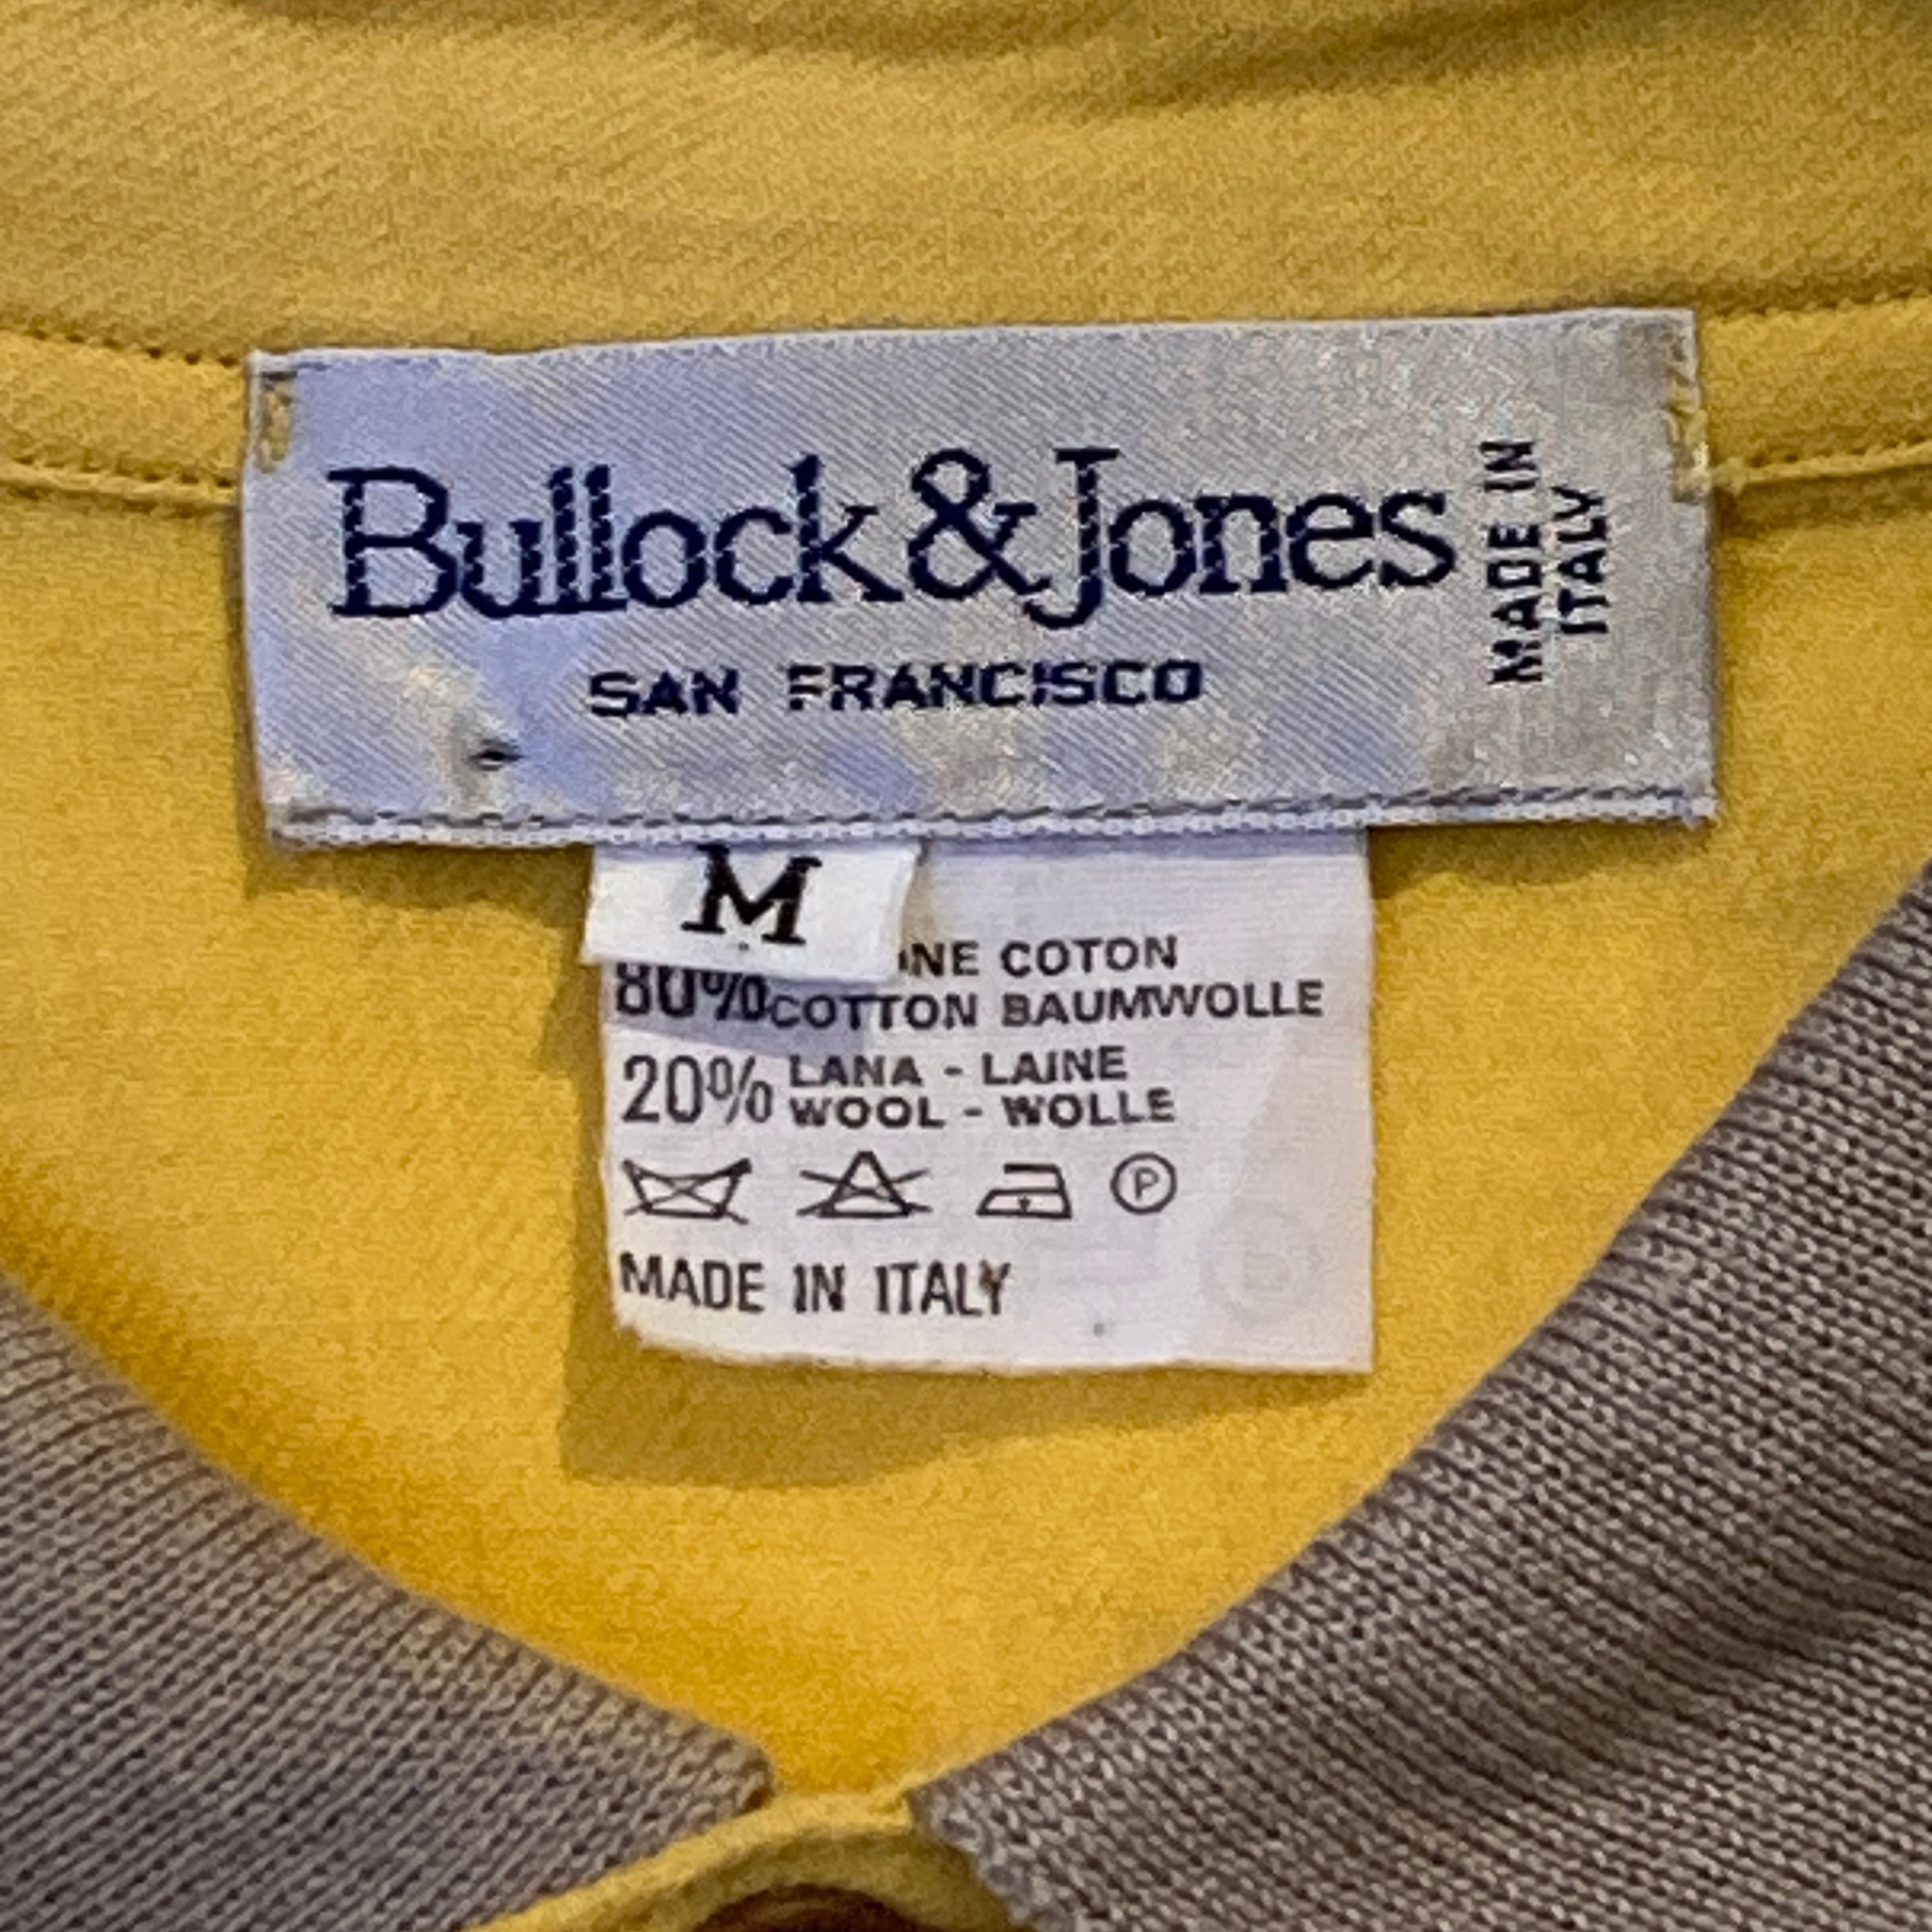 Bullock & Jones
SAN FRANCISCO
MADE IN
ITALY
M
COTON
80% COTTON BAUMWOLLE
20% LANA - LAINE
WOOL - WOLLE
P
MADE IN ITALY